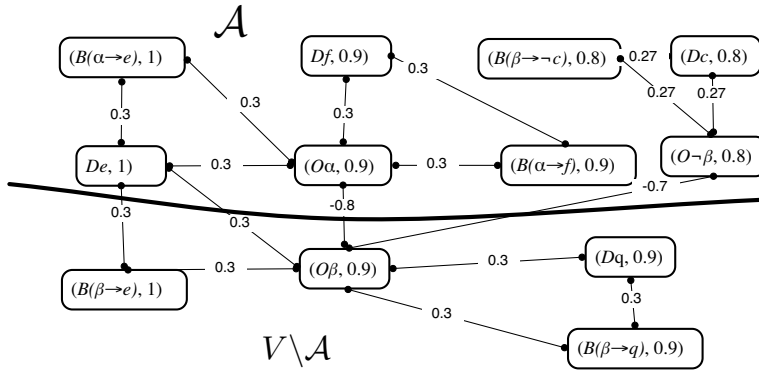 𝒜
(B(α→e), 1)
Df, 0.9)
(B(β→¬c), 0.8)
0.27
(Dc, 0.8)
0.3
0.27
0.27
0.3
0.3
0.3
De, 1)
0.3
(Oα, 0.9)
0.3
(B(α→f), 0.9)
(O¬β, 0.8)
-0.7
0.3
-0.8
0.3
(B(β→e), 1)
0.3
(Oβ, 0.9)
0.3
(Dq, 0.9)
0.3
0.3
V\𝒜
(B(β→q), 0.9)